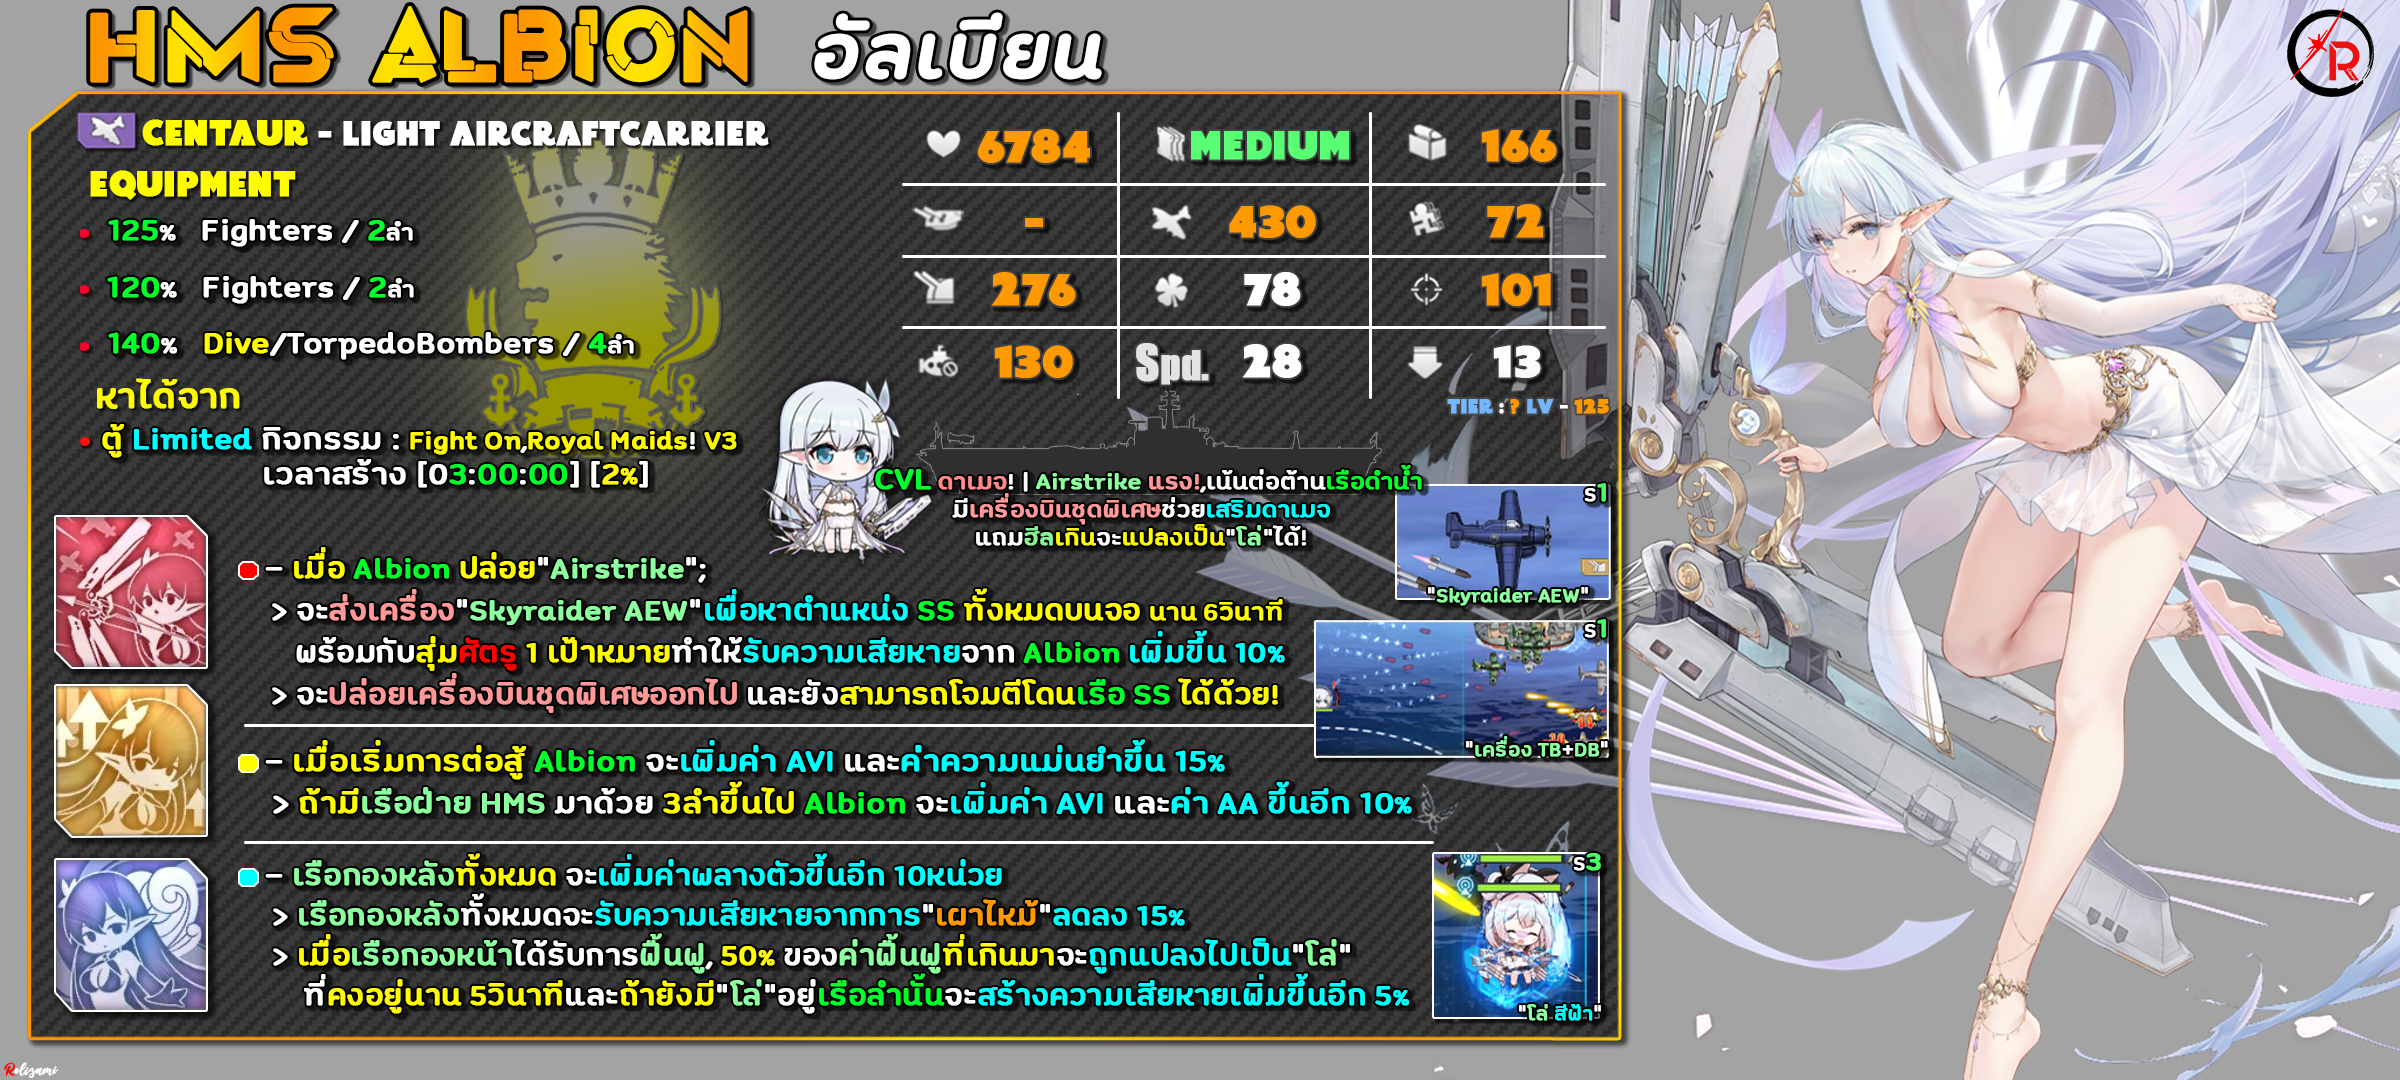 HMS ALBION อัลเบียน
CENTAUR - LIGHT AIRCRAFTCARRIER
EQUIPMENT
125% Fighters / 2ลำ
120% Fighters / 2ลำ
140% Dive/TorpedoBombers / 4ลำ
หาได้จาก
ตู้ Limited กิจกรรม : Fight On,Royal Maids! V3
เวลาสร้าง [03:00:00] [2%]
6784 MEDIUM 166
- 430 72
276 78 101
130 Spd. 28 13
TIER : ? LV - 125
CVL ดาเมจ! | Airstrike แรง!,เน้นต่อต้านเรือดำน้ำ
มีเครื่องบินชุดพิเศษช่วยเสริมดาเมจ
แถมฮีลเกินจะแปลงเป็น"โล่"ได้!
S1
"Skyraider AEW"
S1
"เครื่อง TB+DB"
– เมื่อ Albion ปล่อย"Airstrike";
> จะส่งเครื่อง"Skyraider AEW"เพื่อหาตำแหน่ง SS ทั้งหมดบนจอ นาน 6วินาที
พร้อมกับสุ่มศัตรู 1 เป้าหมายทำให้รับความเสียหายจาก Albion เพิ่มขึ้น 10%
> จะปล่อยเครื่องบินชุดพิเศษออกไป และยังสามารถโจมตีโดนเรือ SS ได้ด้วย!
– เมื่อเริ่มการต่อสู้ Albion จะเพิ่มค่า AVI และค่าความแม่นยำขึ้น 15%
> ถ้ามีเรือฝ่าย HMS มาด้วย 3ลำขึ้นไป Albion จะเพิ่มค่า AVI และค่า AA ขึ้นอีก 10%
– เรือกองหลังทั้งหมด จะเพิ่มค่าพลางตัวขึ้นอีก 10หน่วย
> เรือกองหลังทั้งหมดจะรับความเสียหายจากการ"เผาไหม้"ลดลง 15%
> เมื่อเรือกองหน้าได้รับการฟื้นฟู, 50% ของค่าฟื้นฟูที่เกินมาจะถูกแปลงไปเป็น"โล่"
ที่คงอยู่นาน 5วินาทีและถ้ายังมี"โล่"อยู่เรือลำนั้นจะสร้างความเสียหายเพิ่มขึ้นอีก 5%
S3
"โล่ สีฟ้า"
R
Rolizami